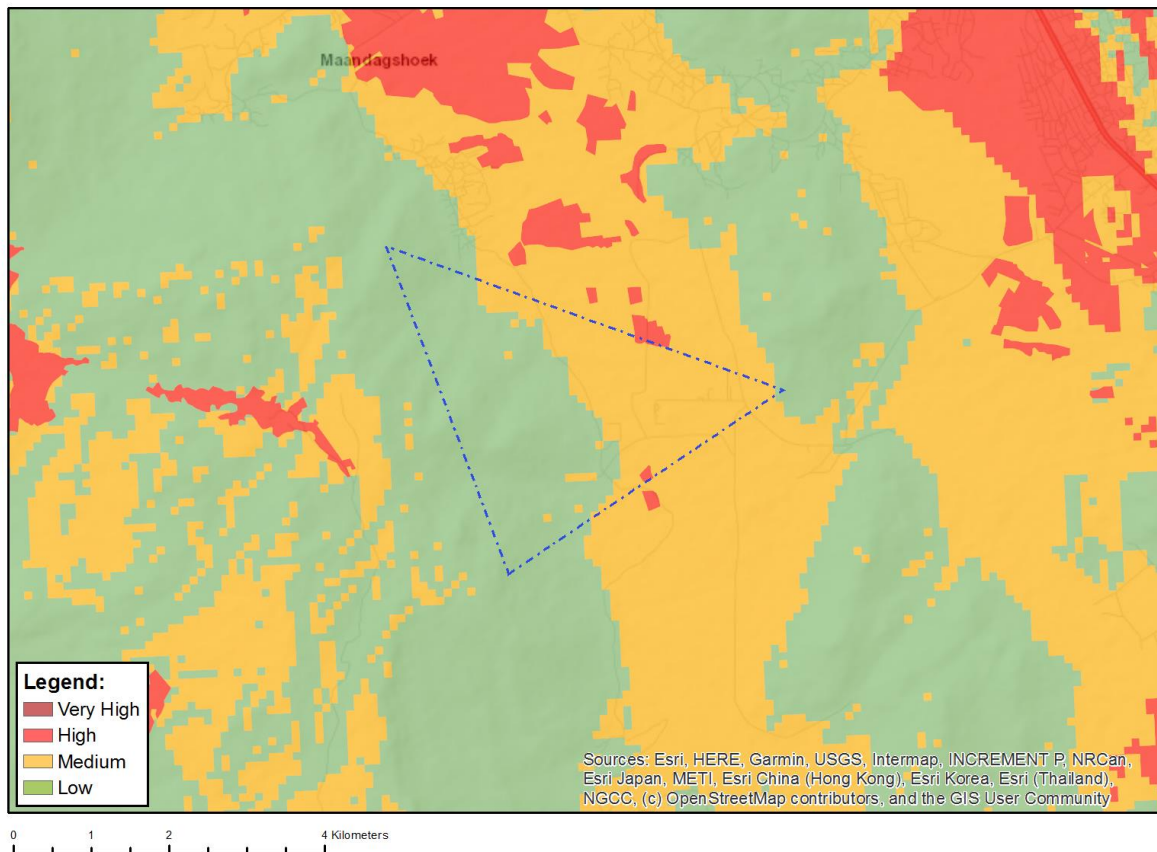 Maandagshoek
Legend:
Very High
High
Medium
Low
Sources: Esri, HERE, Garmin, USGS, Intermap, INCREMENT P, NRCan,
Esri Japan, METI, Esri China (Hong Kong), Esri Korea, Esri (Thailand),
NGCC, (c) OpenStreetMap contributors, and the GIS User Community
0 1 2 4 Kilometers